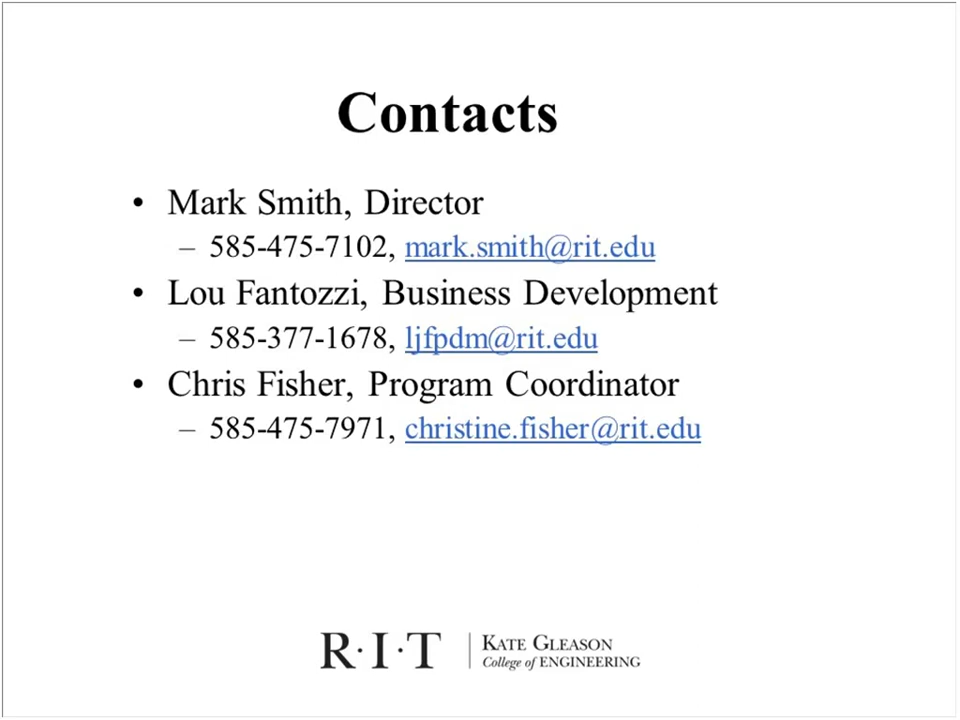 Contacts
• Mark Smith, Director
– 585-475-7102, mark.smith@rit.edu
• Lou Fantozzi, Business Development
– 585-377-1678, ljfpdm@rit.edu
• Chris Fisher, Program Coordinator
– 585-475-7971, christine.fisher@rit.edu
R·I·T | KATE GLEASON
College of ENGINEERING